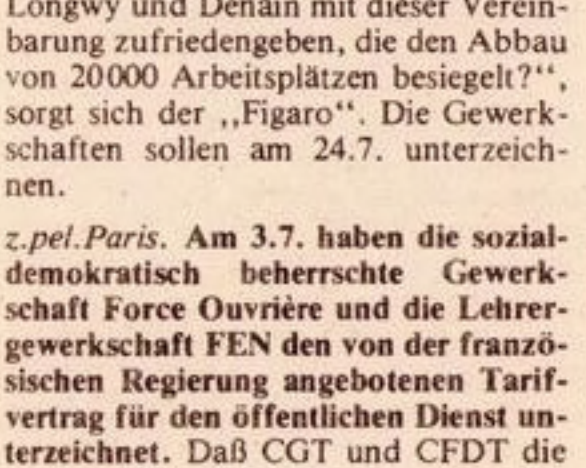 Longwy und Denain mit dieser Verein-
barung zufriedengeben, die den Abbau
von 20000 Arbeitsplätzen besiegelt?“,
sorgt sich der „Figaro“. Die Gewerk-
schaften sollen am 24.7. unterzeich-
nen.
z.pel.Paris. Am 3.7. haben die sozial-
demokratisch beherrschte Gewerk-
schaft Force Ouvrière und die Lehrer-
gewerkschaft FEN den von der franzö-
sischen Regierung angebotenen Tarif-
vertrag für den öffentlichen Dienst un-
terzeichnet. Daß CGT und CFDT die